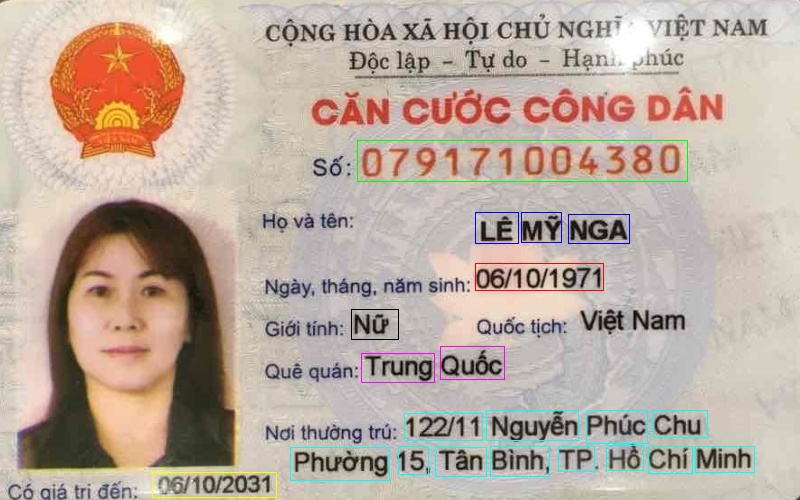 CỘNG HÒA XÃ HỘI CHỦ NGHĨA VIỆT NAM
Độc lập - Tự do - Hạnh phúc
CĂN CƯỚC CÔNG DÂN
Số: 079171004380
Họ và tên: LÊ MỸ NGA
Ngày, tháng, năm sinh: 06/10/1971
Giới tính: Nữ Quốc tịch: Việt Nam
Quê quán: Trung Quốc
Nơi thường trú: 122/11 Nguyễn Phúc Chu
Phường 15, Tân Bình, TP. Hồ Chí Minh
Có giá trị đến: 06/10/2031